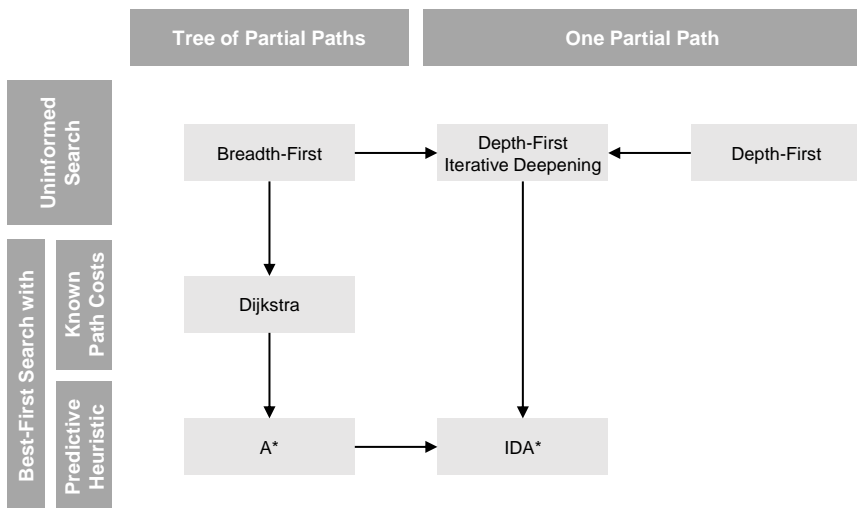 Tree of Partial Paths
One Partial Path
Uninformed
Search
Breadth-First
Depth-First
Iterative Deepening
Depth-First
Best-First Search with
Known
Path Costs
Dijkstra
Predictive
Heuristic
A*
IDA*